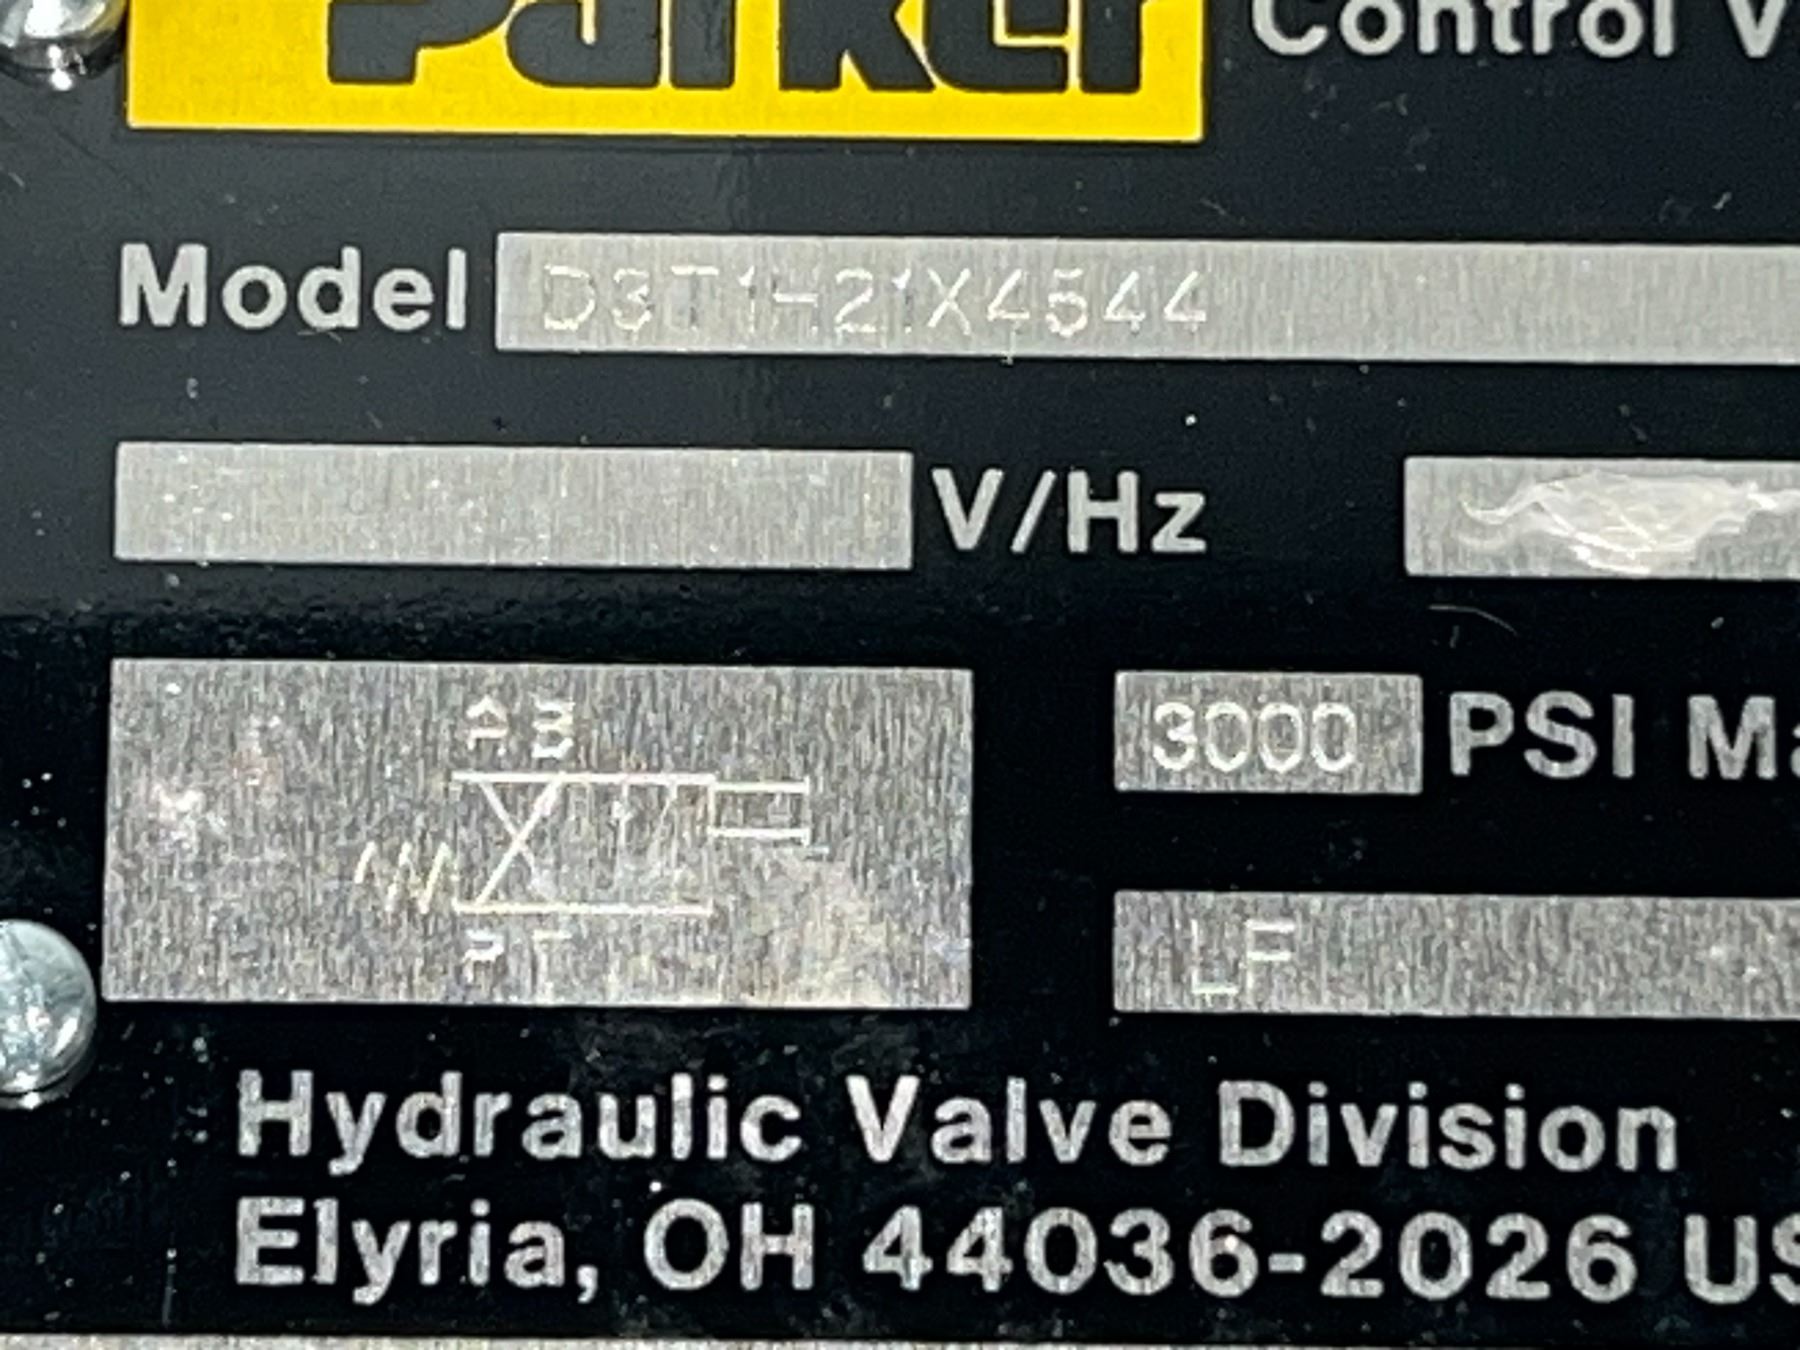 Parker Control V
Model D3T1H21X4544
V/Hz
A B
3000 PSI Ma
P T
LF
Hydraulic Valve Division
Elyria, OH 44036-2026 US